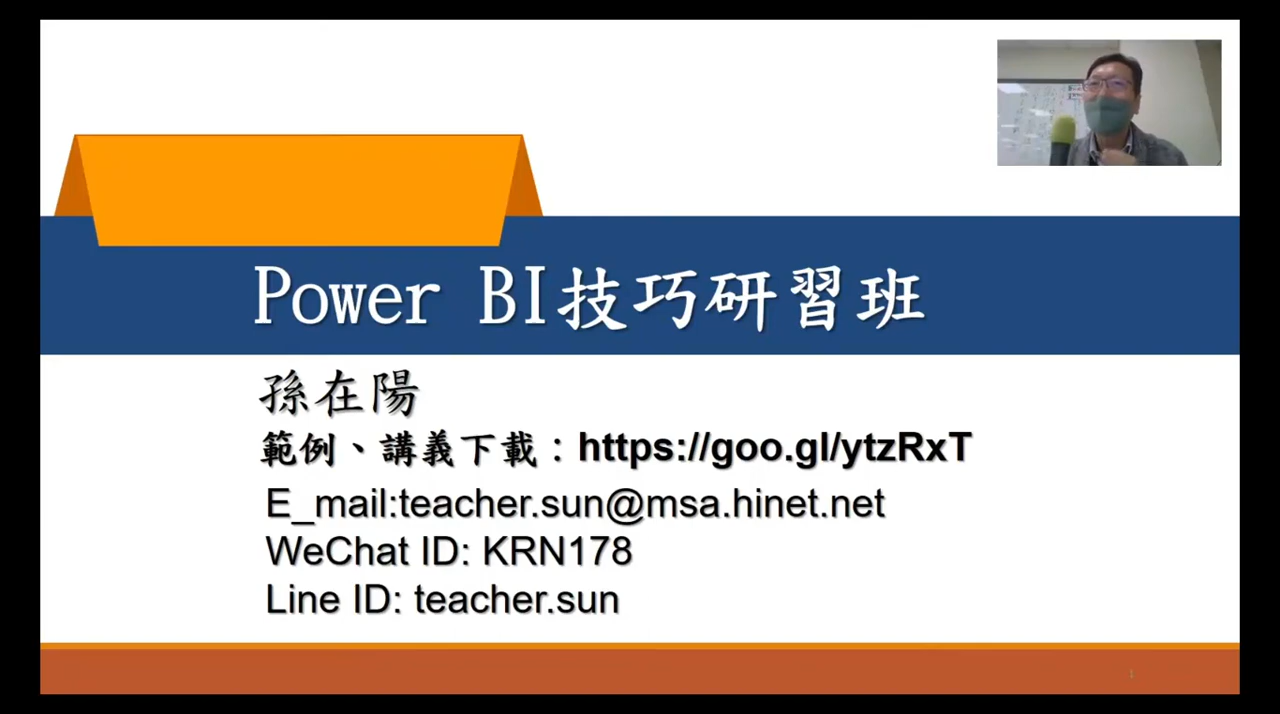 Power BI技巧研習班
孫在陽
範例、講義下載：https://goo.gl/ytzRxT
E_mail:teacher.sun@msa.hinet.net
WeChat ID: KRN178
Line ID: teacher.sun
1